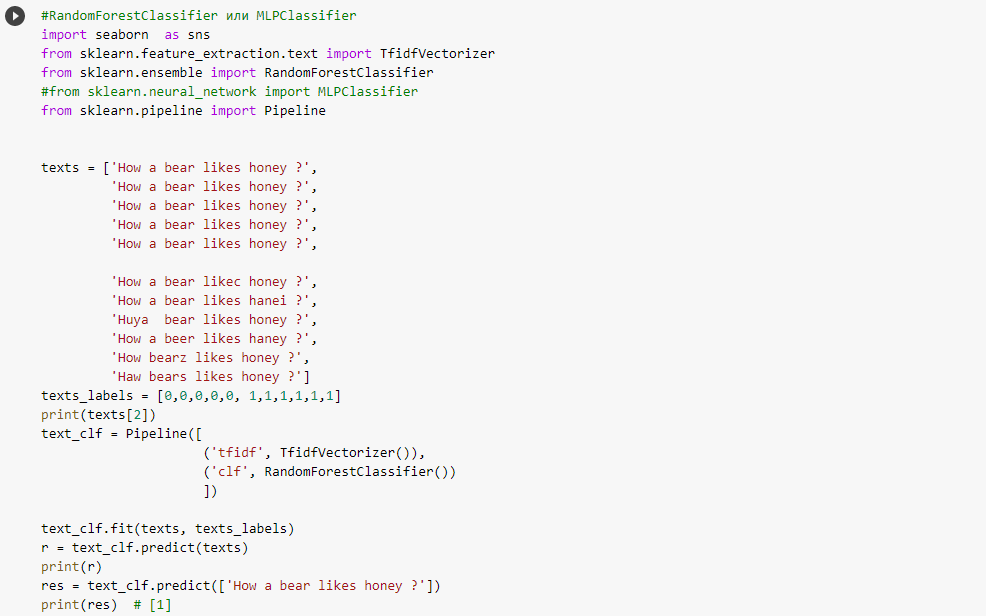 #RandomForestClassifier или MLPClassifier
import seaborn  as sns
from sklearn.feature_extraction.text import TfidfVectorizer
from sklearn.ensemble import RandomForestClassifier
#from sklearn.neural_network import MLPClassifier
from sklearn.pipeline import Pipeline
texts = ['How a bear likes honey ?',
'How a bear likes honey ?',
'How a bear likes honey ?',
'How a bear likes honey ?',
'How a bear likes honey ?',
'How a bear likec honey ?',
'How a bear likes hanei ?',
'Huya  bear likes honey ?',
'How a beer likes haney ?',
'How bearz likes honey ?',
'Haw bears likes honey ?']
texts_labels = [0,0,0,0,0, 1,1,1,1,1,1]
print(texts[2])
text_clf = Pipeline([
('tfidf', TfidfVectorizer()),
('clf', RandomForestClassifier())
])
text_clf.fit(texts, texts_labels)
r = text_clf.predict(texts)
print(r)
res = text_clf.predict(['How a bear likes honey ?'])
print(res)  # [1]